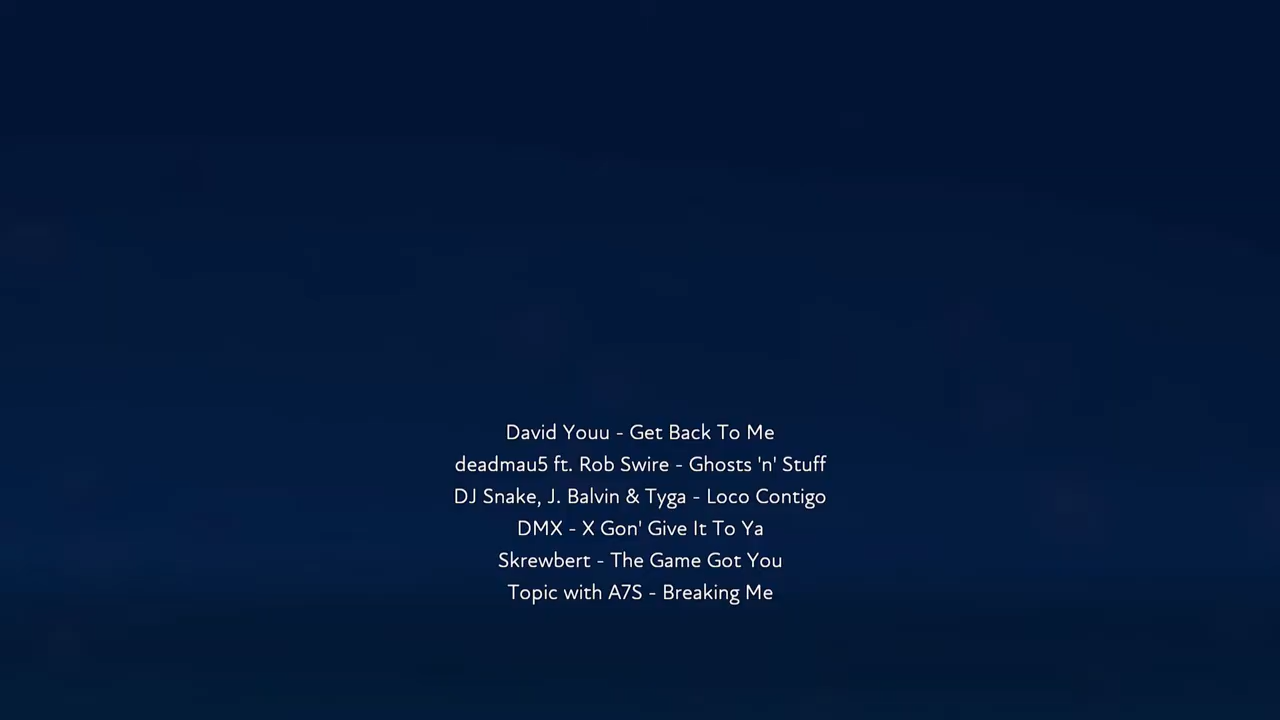 David Youu - Get Back To Me
deadmau5 ft. Rob Swire - Ghosts 'n' Stuff
DJ Snake, J. Balvin & Tyga - Loco Contigo
DMX - X Gon' Give It To Ya
Skrewbert - The Game Got You
Topic with A7S - Breaking Me